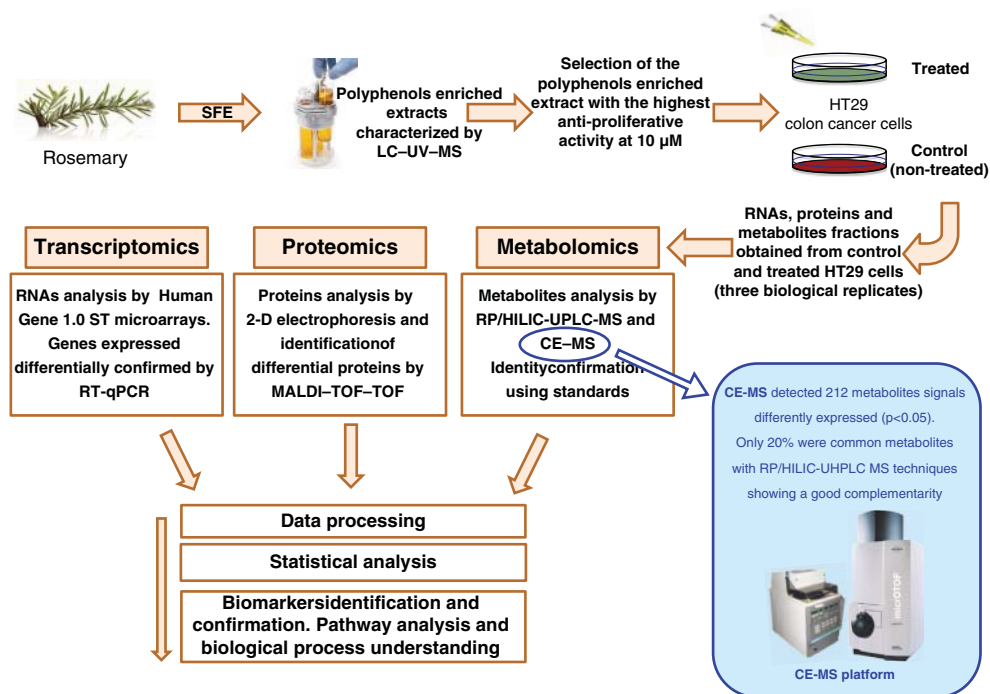 Rosemary
SFE
Polyphenols enriched
extracts
characterized by
LC–UV–MS
Selection of the
polyphenols enriched
extract with the highest
anti-proliferative
activity at 10 µM
Treated
HT29
colon cancer cells
Control
(non-treated)
RNAs, proteins and
metabolites fractions
obtained from control
and treated HT29 cells
(three biological replicates)
Transcriptomics
RNAs analysis by Human
Gene 1.0 ST microarrays.
Genes expressed
differentially confirmed by
RT-qPCR
Proteomics
Proteins analysis by
2-D electrophoresis and
identificationof
differential proteins by
MALDI–TOF–TOF
Metabolomics
Metabolites analysis by
RP/HILIC-UPLC-MS and
CE–MS
Identityconfirmation
using standards
CE-MS detected 212 metabolites signals
differently expressed (p<0.05).
Only 20% were common metabolites
with RP/HILIC-UHPLC MS techniques
showing a good complementarity
micrOTOF
CE-MS platform
Data processing
Statistical analysis
Biomarkersidentification and
confirmation. Pathway analysis and
biological process understanding